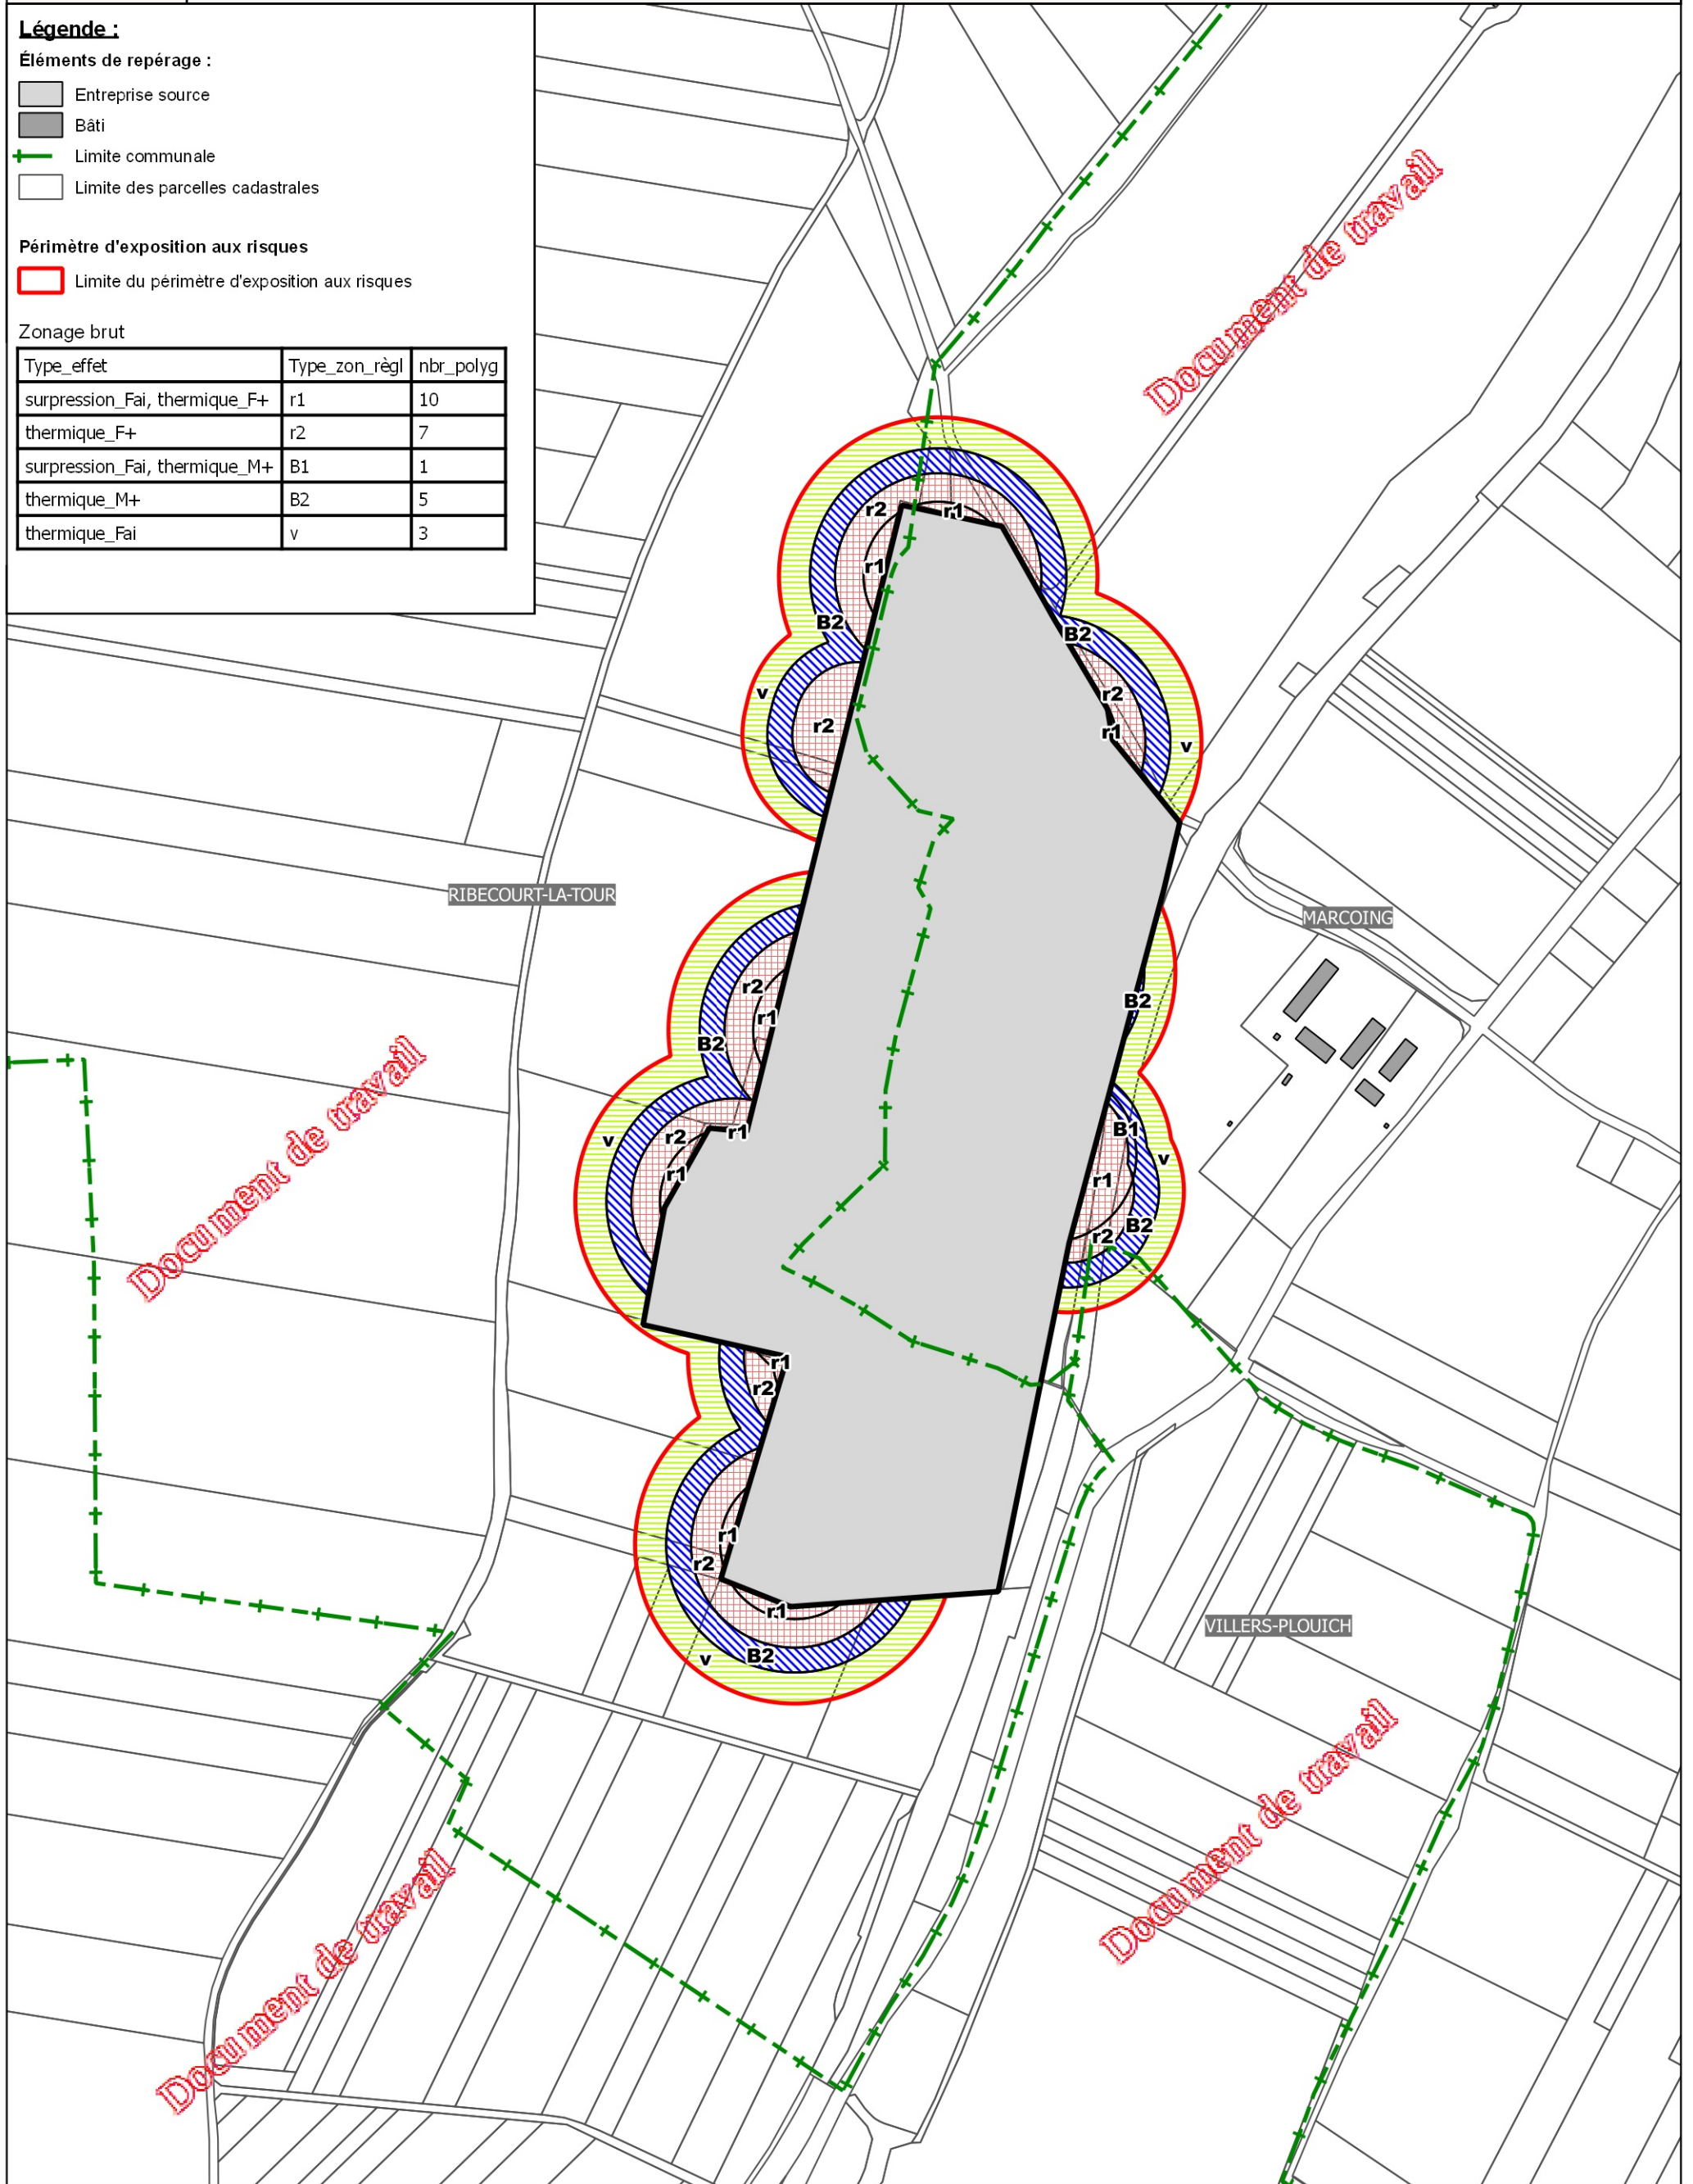 Légende :
Éléments de repérage :
Entreprise source
Bâti
Limite communale
Limite des parcelles cadastrales
Périmètre d'exposition aux risques
Limite du périmètre d'exposition aux risques
Zonage brut
Type_effet Type_zon_règl nbr_polyg
surpression_Fai, thermique_F+ r1 10
thermique_F+ r2 7
surpression_Fai, thermique_M+ B1 1
thermique_M+ B2 5
thermique_Fai v 3
Document de travail
r2 r1
r1
B2 B2
v r2
r2 r1
v
RIBECOURT-LA-TOUR
MARCOING
r2
B2
r1
B2
Document de travail
v r2 r1 B1
r1 v
r1
B2
r2
r1
r2
r1
r2
r1
VILLERS-PLOUICH
v B2
Document de travail
Document de travail